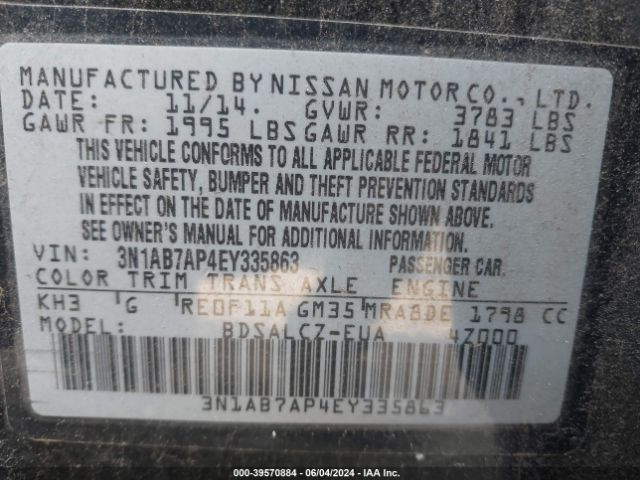 MANUFACTURED BY NISSAN MOTOR CO., LTD.
DATE: 11/14. GVWR: 3783 LBS
GAWR FR: 1995 LBS GAWR RR: 1841 LBS
THIS VEHICLE CONFORMS TO ALL APPLICABLE FEDERAL MOTOR
VEHICLE SAFETY, BUMPER AND THEFT PREVENTION STANDARDS
IN EFFECT ON THE DATE OF MANUFACTURE SHOWN ABOVE.
SEE OWNER'S MANUAL FOR ADDITIONAL INFORMATION.
VIN: 3N1AB7AP4EY335863 PASSENGER CAR.
COLOR TRIM TRANS AXLE ENGINE
KH3 G RE0F11A GM35 MRA8DE 1798 CC
MODEL: BDSALCZ-EUA 4Z000
3N1AB7AP4EY335863
000-39570884 | 06/04/2024 | IAA Inc.